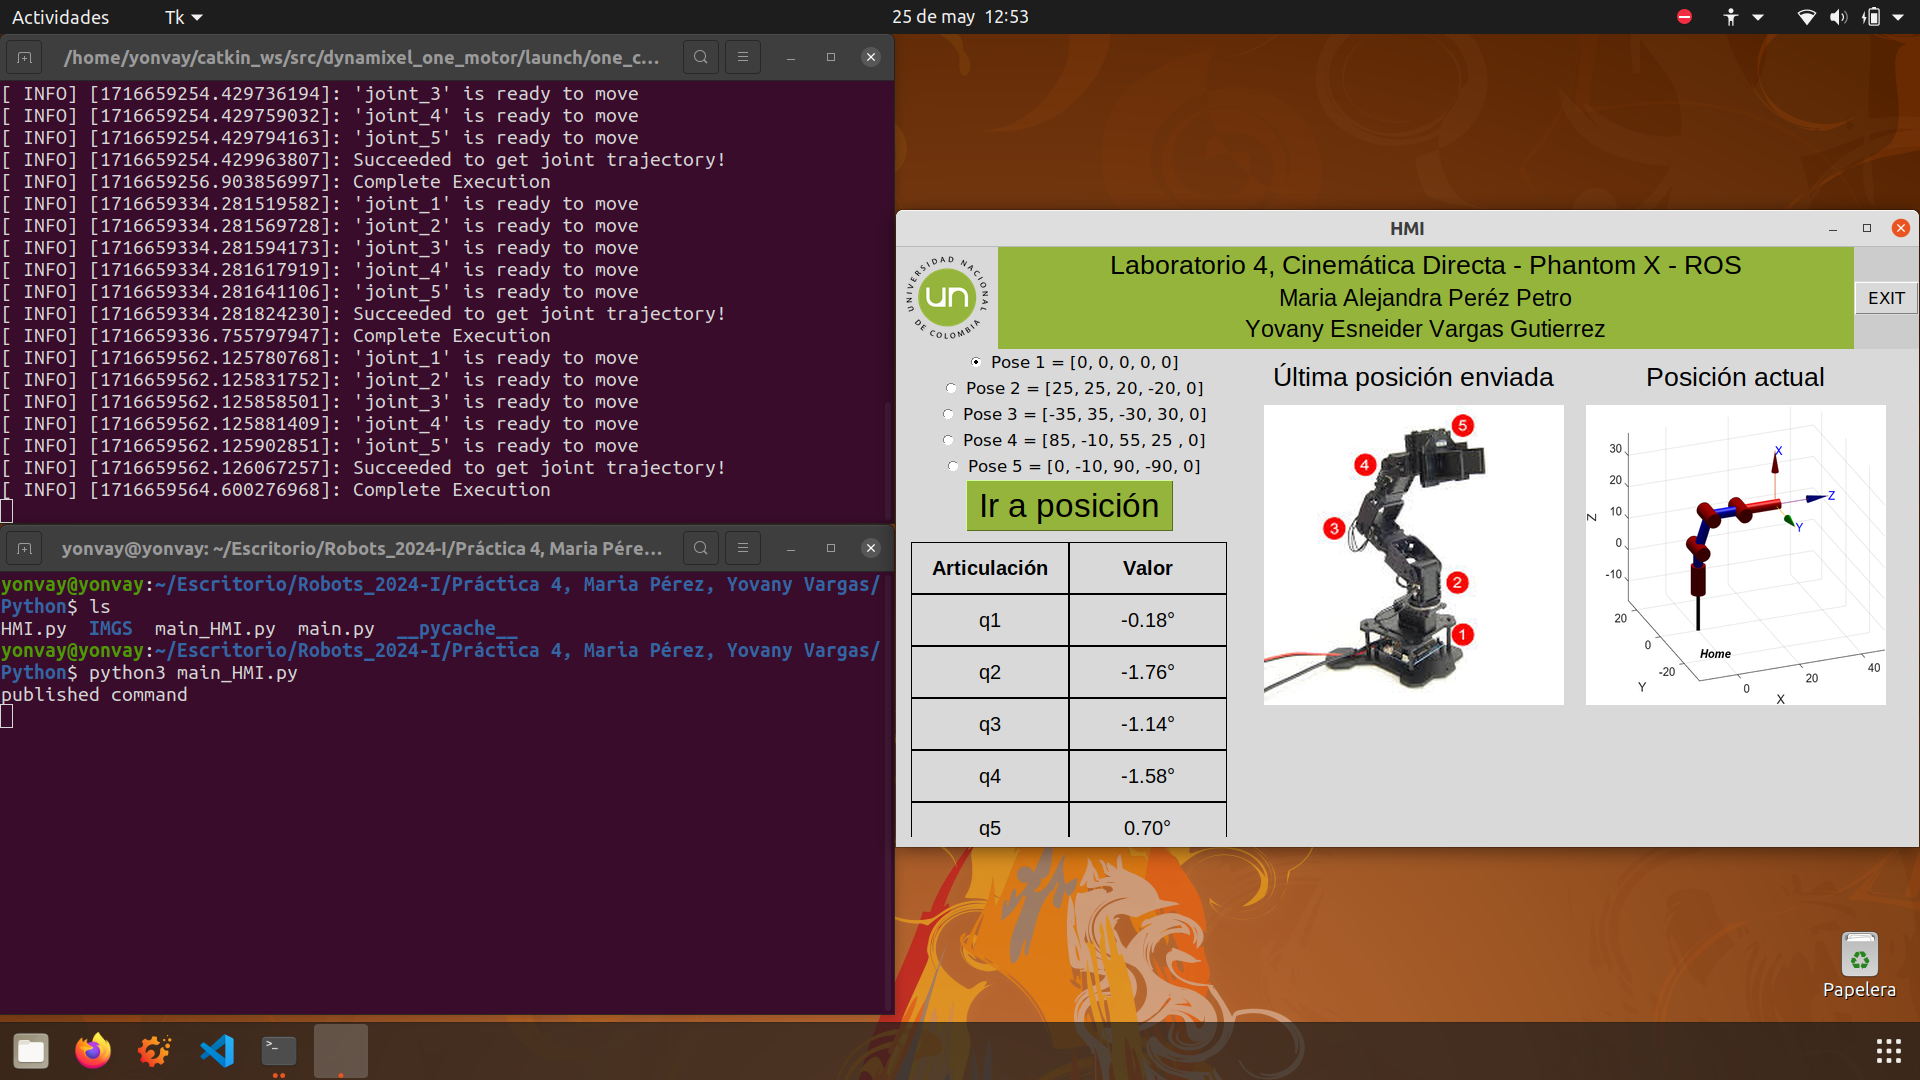 Actividades
Tk
25 de may 12:53
/home/yonvay/catkin_ws/src/dynamixel_one_motor/launch/one_c...
[ INFO] [1716659254.429736194]: 'joint_3' is ready to move
[ INFO] [1716659254.429759032]: 'joint_4' is ready to move
[ INFO] [1716659254.429794163]: 'joint_5' is ready to move
[ INFO] [1716659254.429963807]: Succeeded to get joint trajectory!
[ INFO] [1716659256.903856997]: Complete Execution
[ INFO] [1716659334.281519582]: 'joint_1' is ready to move
[ INFO] [1716659334.281569728]: 'joint_2' is ready to move
[ INFO] [1716659334.281594173]: 'joint_3' is ready to move
[ INFO] [1716659334.281617919]: 'joint_4' is ready to move
[ INFO] [1716659334.281641106]: 'joint_5' is ready to move
[ INFO] [1716659334.281824230]: Succeeded to get joint trajectory!
[ INFO] [1716659336.755797947]: Complete Execution
[ INFO] [1716659562.125780768]: 'joint_1' is ready to move
[ INFO] [1716659562.125831752]: 'joint_2' is ready to move
[ INFO] [1716659562.125858501]: 'joint_3' is ready to move
[ INFO] [1716659562.125881409]: 'joint_4' is ready to move
[ INFO] [1716659562.125902851]: 'joint_5' is ready to move
[ INFO] [1716659562.126067257]: Succeeded to get joint trajectory!
[ INFO] [1716659564.600276968]: Complete Execution
yonvay@yonvay: ~/Escritorio/Robots_2024-I/Práctica 4, Maria Pére...
yonvay@yonvay:~/Escritorio/Robots_2024-I/Práctica 4, Maria Pérez, Yovany Vargas/
Python$ ls
HMI.py IMGS main_HMI.py main.py __pycache__
yonvay@yonvay:~/Escritorio/Robots_2024-I/Práctica 4, Maria Pérez, Yovany Vargas/
Python$ python3 main_HMI.py
published command
HMI
UNIVERSIDAD NACIONAL
DE COLOMBIA
un
Laboratorio 4, Cinemática Directa - Phantom X - ROS
Maria Alejandra Peréz Petro
Yovany Esneider Vargas Gutierrez
EXIT
Pose 1 = [0, 0, 0, 0, 0]
Pose 2 = [25, 25, 20, -20, 0]
Pose 3 = [-35, 35, -30, 30, 0]
Pose 4 = [85, -10, 55, 25 , 0]
Pose 5 = [0, -10, 90, -90, 0]
Ir a posición
Articulación Valor
q1 -0.18°
q2 -1.76°
q3 -1.14°
q4 -1.58°
q5 0.70°
Última posición enviada
5
4
3
2
1
Posición actual
30
20
10
0
-10
Z
20
0
-20
Y
0
20
40
X
X
Z
Y
Home
Papelera